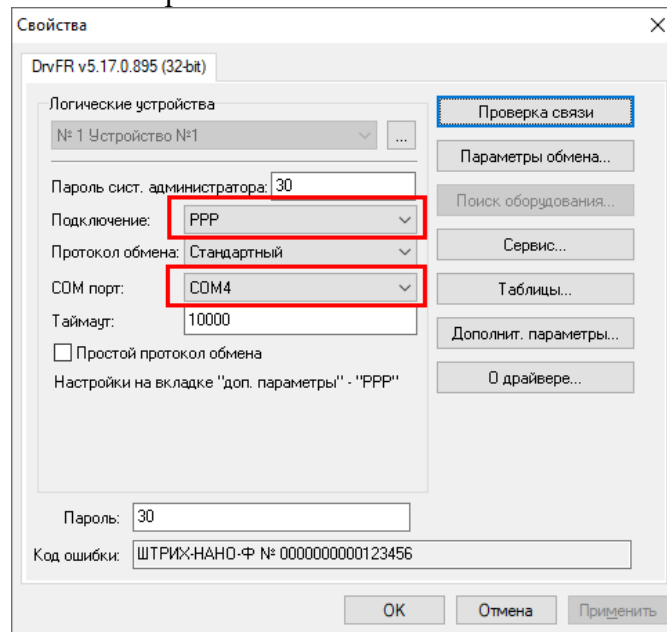 Свойства
DrvFR v5.17.0.895 (32-bit)
Логические устройства
№ 1 Устройство №1
...
Пароль сист. администратора: 30
Подключение: PPP
Протокол обмена: Стандартный
COM порт: COM4
Таймаут: 10000
Простой протокол обмена
Настройки на вкладке "доп. параметры" - "PPP"
Проверка связи
Параметры обмена...
Поиск оборудования...
Сервис...
Таблицы...
Дополнит. параметры...
О драйвере...
Пароль: 30
Код ошибки: ШТРИХ-НАНО-Ф № 0000000000123456
OK
Отмена
Применить